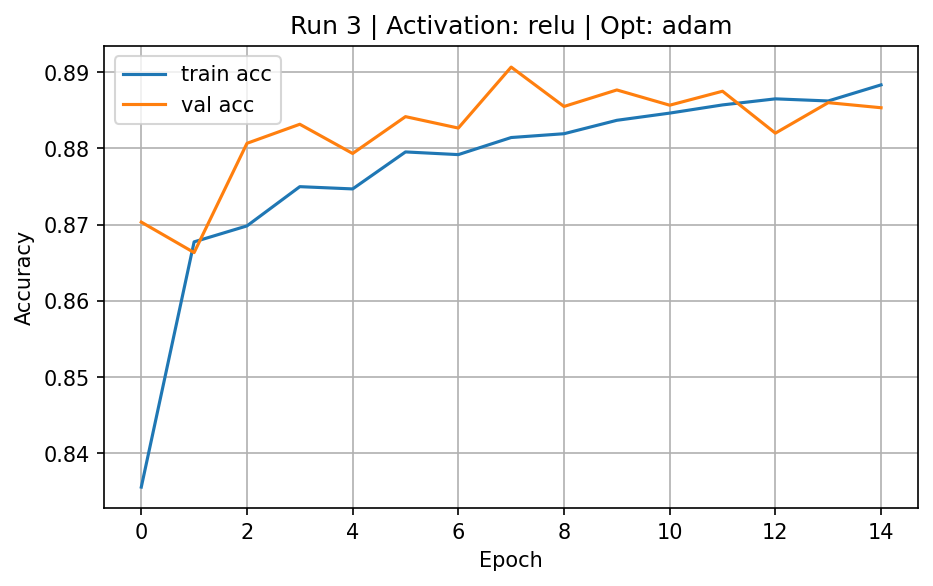 Run 3 | Activation: relu | Opt: adam
train acc
val acc
0.89
0.88
0.87
0.86
0.85
0.84
Accuracy
0 2 4 6 8 10 12 14
Epoch